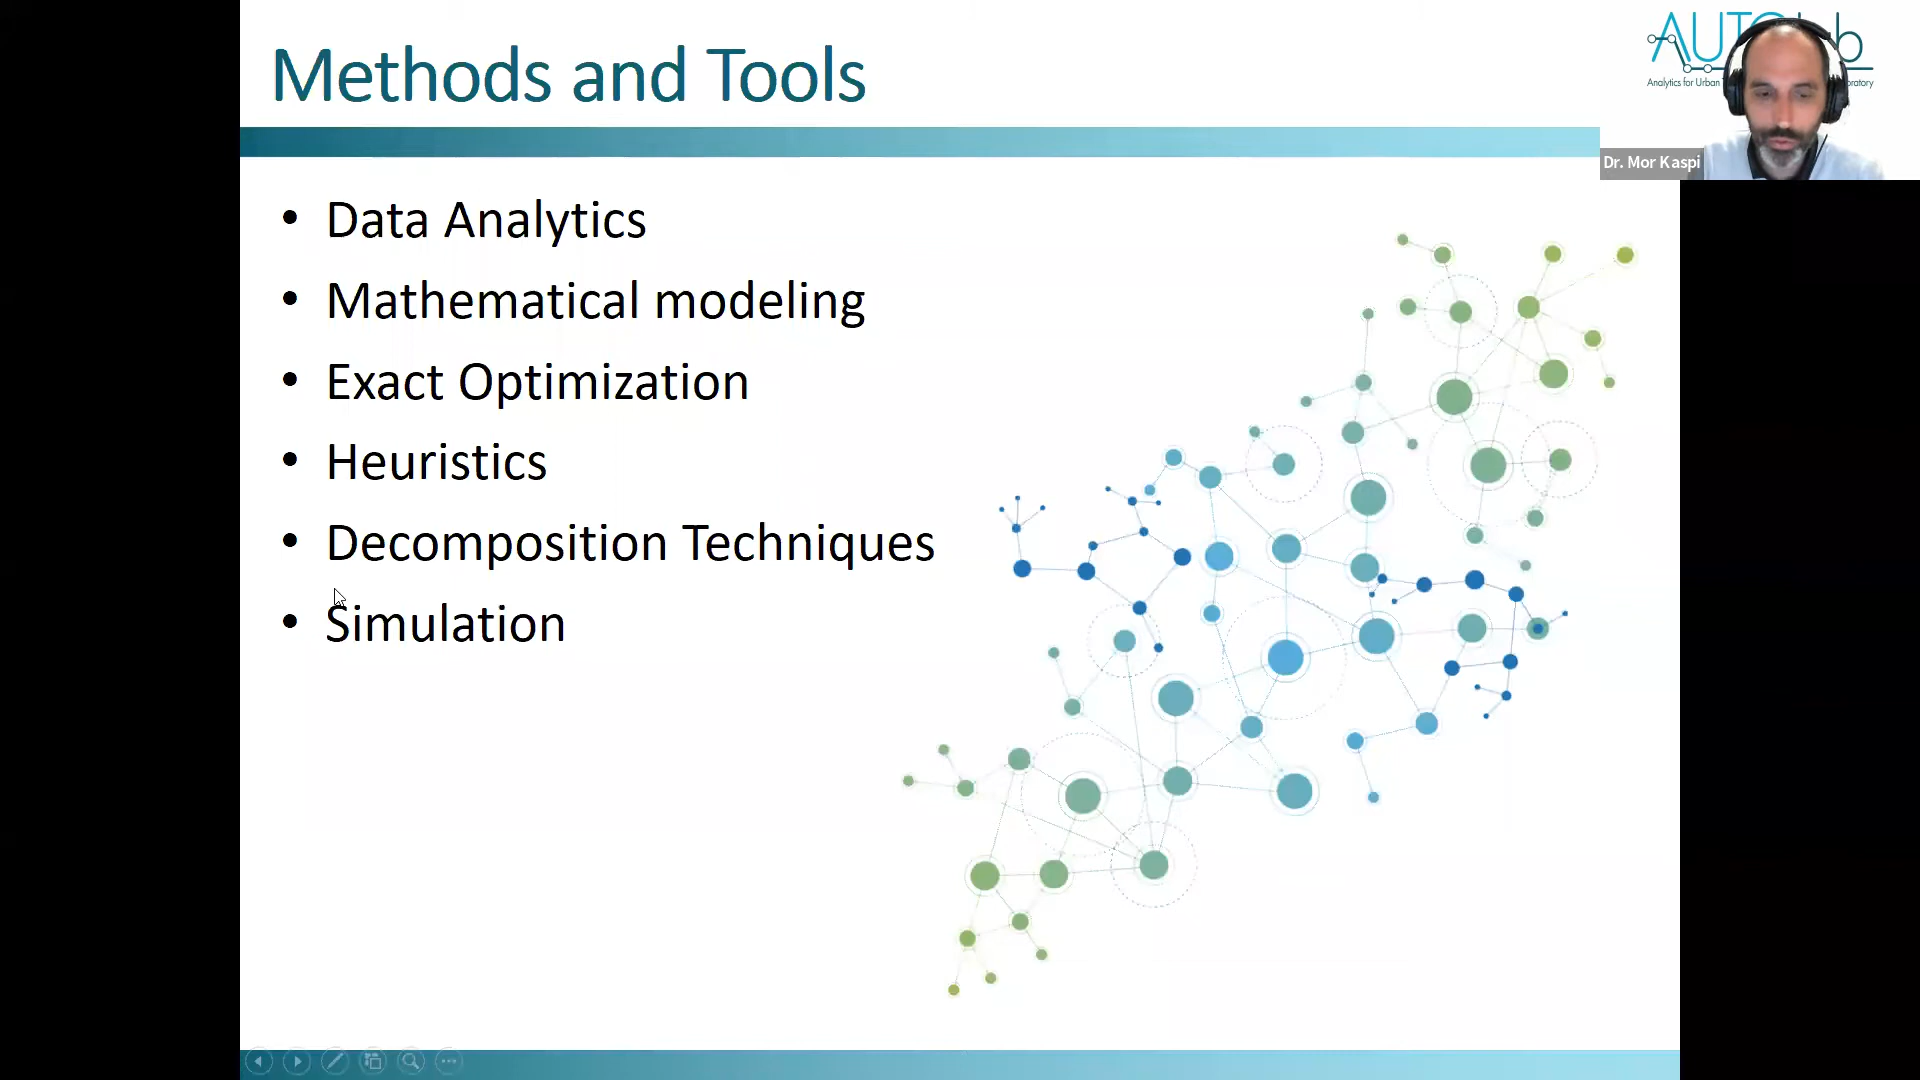 Methods and Tools
Analytics for Urban
Dr. Mor Kaspi
• Data Analytics
• Mathematical modeling
• Exact Optimization
• Heuristics
• Decomposition Techniques
• Simulation